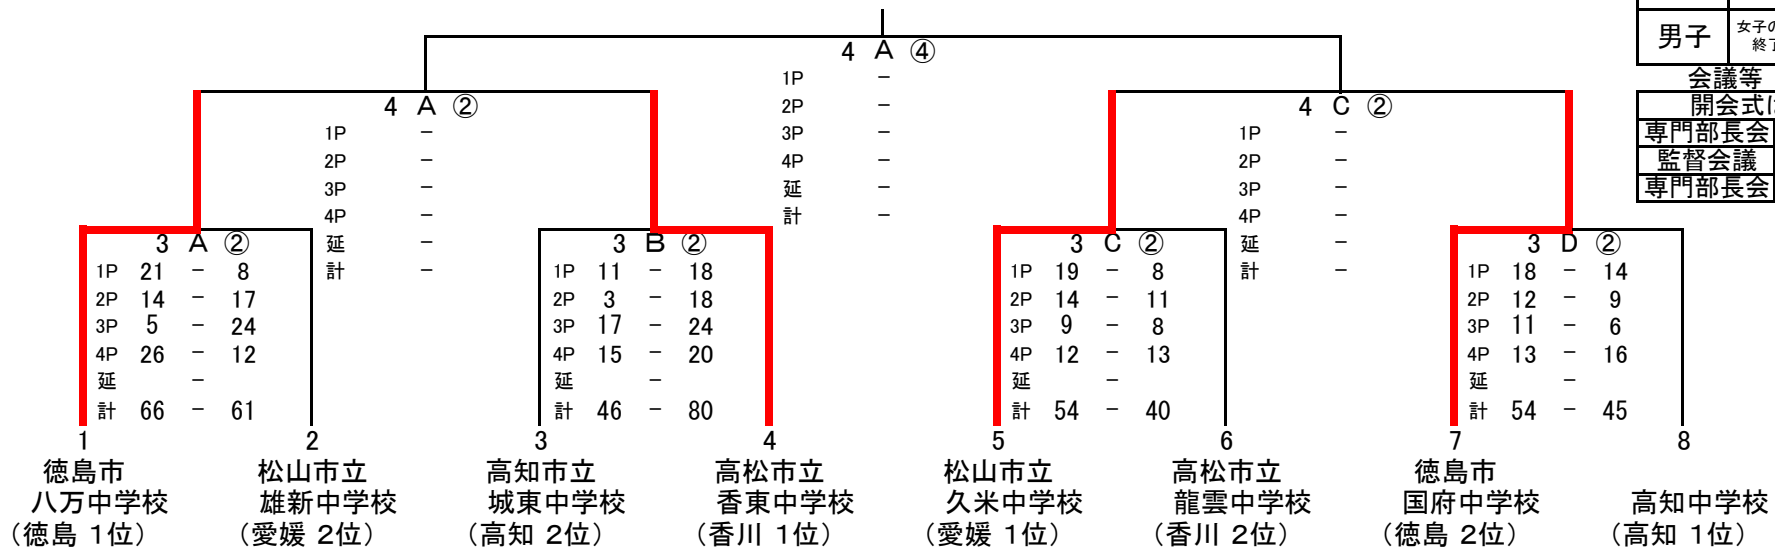 4 A ④
1P －
2P －
3P －
4P －
延 －
計 －
男子
会議等
専門部長会
監督会議
専門部長会
4 A ②
1P －
2P －
3P －
4P －
延 －
計 －
4 C ②
1P －
2P －
3P －
4P －
延 －
計 －
3 A ②
1P 21 － 8
2P 14 － 17
3P 5 － 24
4P 26 － 12
延 －
計 66 － 61
3 B ②
1P 11 － 18
2P 3 － 18
3P 17 － 24
4P 15 － 20
延 －
計 46 － 80
3 C ②
1P 19 － 8
2P 14 － 11
3P 9 － 8
4P 12 － 13
延 －
計 54 － 40
3 D ②
1P 18 － 14
2P 12 － 9
3P 11 － 6
4P 13 － 16
延 －
計 54 － 45
1
徳島市
八万中学校
（徳島 1位）
2
松山市立
雄新中学校
（愛媛 2位）
3
高知市立
城東中学校
（高知 2位）
4
高松市立
香東中学校
（香川 1位）
5
松山市立
久米中学校
（愛媛 1位）
6
高松市立
龍雲中学校
（香川 2位）
7
徳島市
国府中学校
（徳島 2位）
8
高知中学校
（高知 1位）